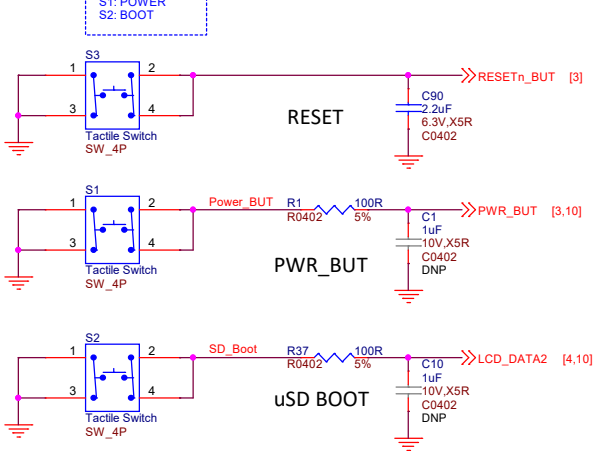 S1: POWER
S2: BOOT
S3
1
2
3
4
Tactile Switch
SW_4P
RESET
C90
2.2uF
6.3V,X5R
C0402
RESETn_BUT [3]
S1
1
2
3
4
Tactile Switch
SW_4P
Power_BUT
R1
100R
R0402
5%
PWR_BUT
C1
1uF
10V,X5R
C0402
DNP
PWR_BUT [3,10]
S2
1
2
3
4
Tactile Switch
SW_4P
SD_Boot
R37
100R
R0402
5%
uSD BOOT
C10
1uF
10V,X5R
C0402
DNP
LCD_DATA2 [4,10]